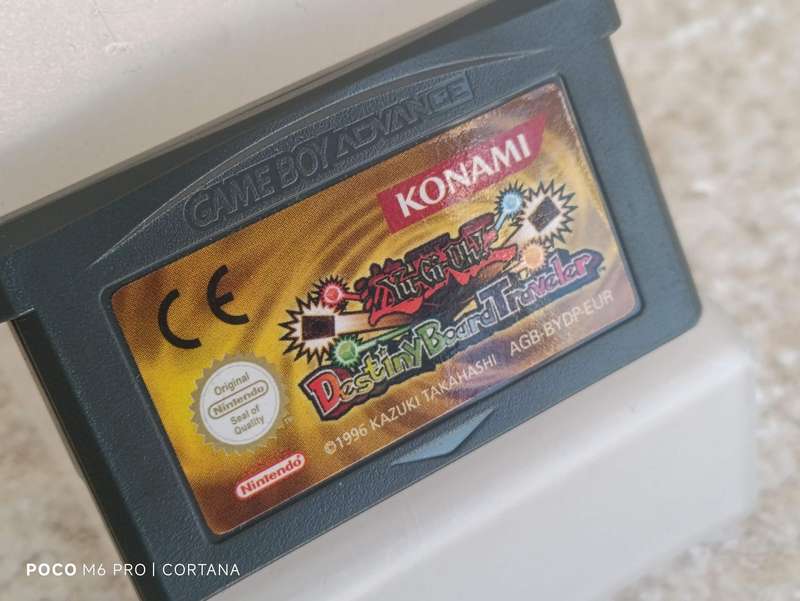 GAME BOY ADVANCE
KONAMI
Yu-Gi-Oh!
Destiny Board Traveler™
CE
Original
Nintendo
Seal of
Quality
©1996 KAZUKI TAKAHASHI AGB-BYDP-EUR
Nintendo
POCO M6 PRO | CORTANA